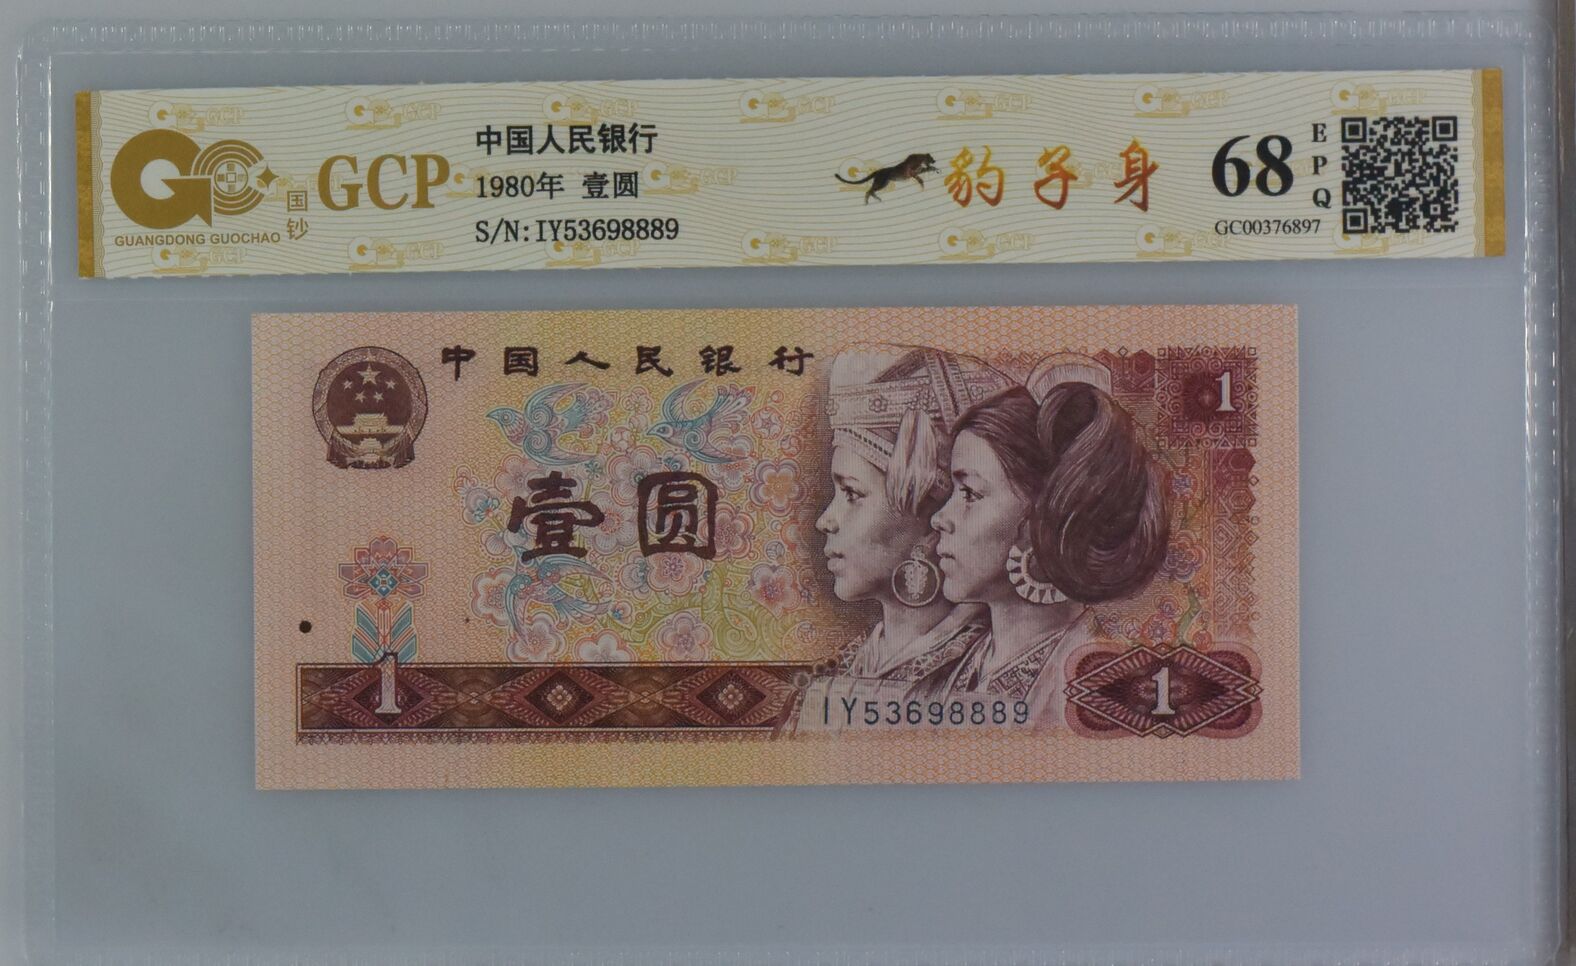 GUANGDONG GUOCHAO
国钞
GCP
中国人民银行
1980年 壹圆
S/N:IY53698889
豹子身
68
EPQ
GC00376897
中国人民银行
1
壹圆
1
IY53698889
1